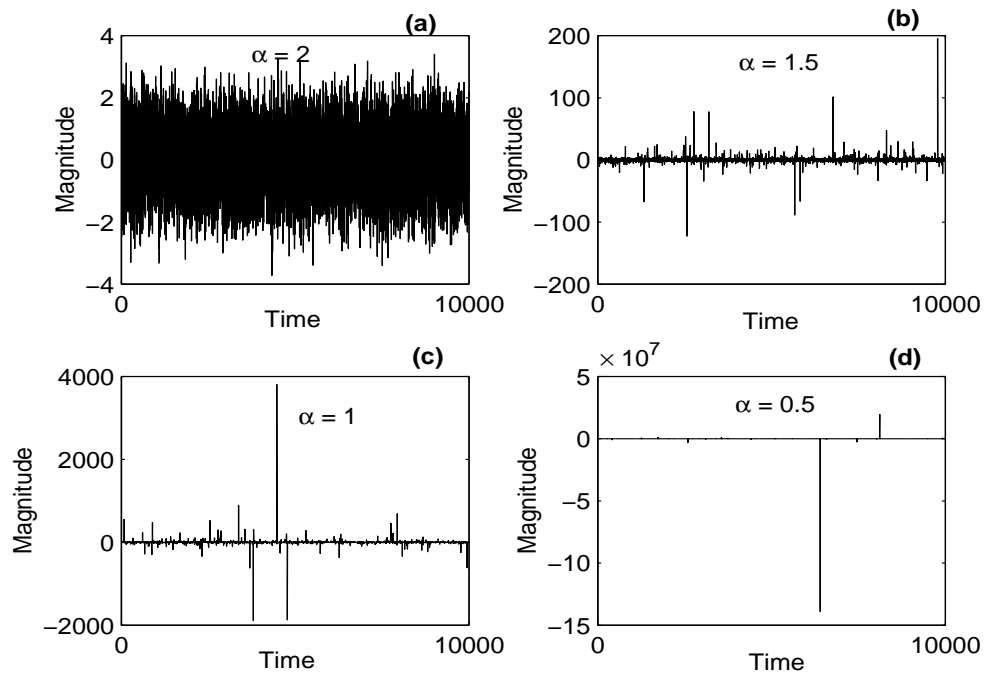 (a)
4
2
0
−2
−4
α = 2
Magnitude
0
10000
Time
(b)
200
100
0
−100
−200
α = 1.5
Magnitude
0
10000
Time
(c)
4000
2000
0
−2000
α = 1
Magnitude
0
10000
Time
× 10⁷
(d)
5
0
−5
−10
−15
α = 0.5
Magnitude
0
10000
Time